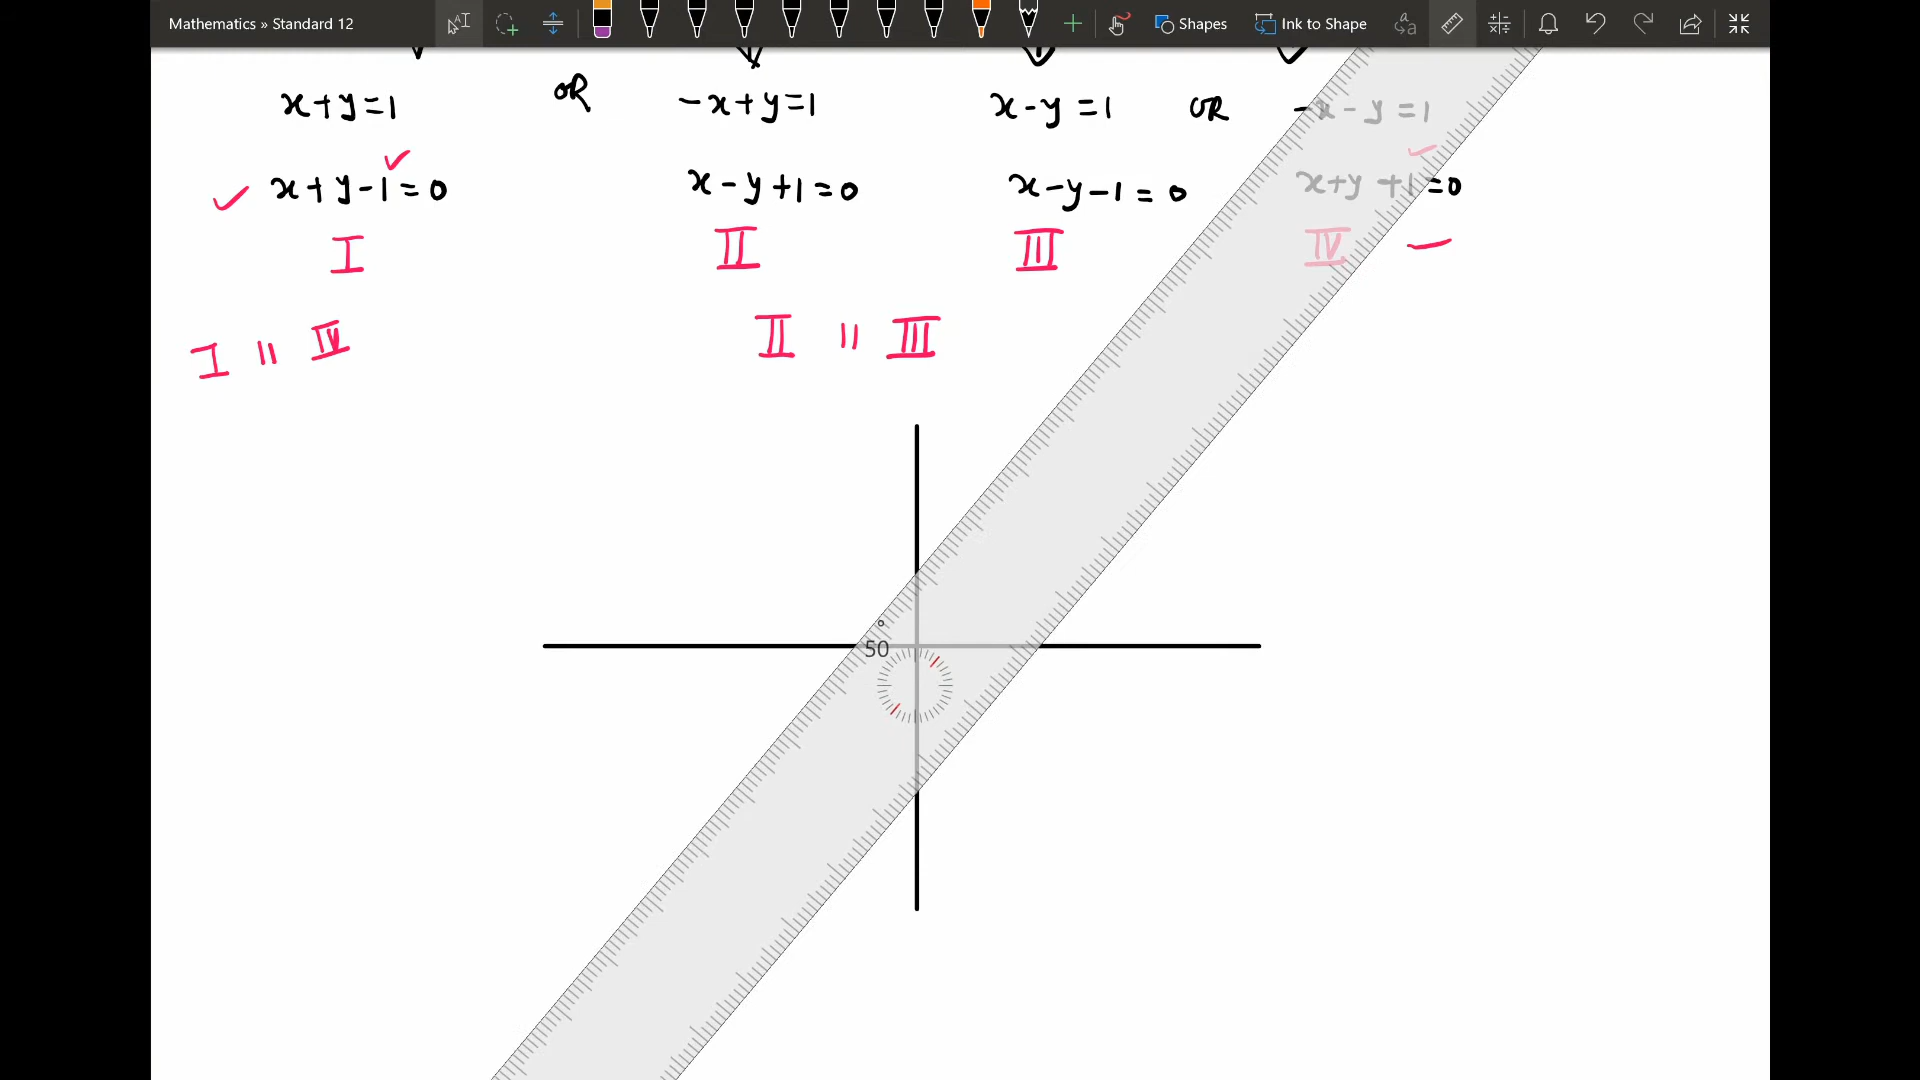 Mathematics » Standard 12
Shapes
Ink to Shape
x+y=1 OR -x+y=1 x-y=1 OR -x-y=1
x+y-1=0 x-y+1=0 x-y-1=0 x+y+1=0
I II III IV
I || IV II || III
50°